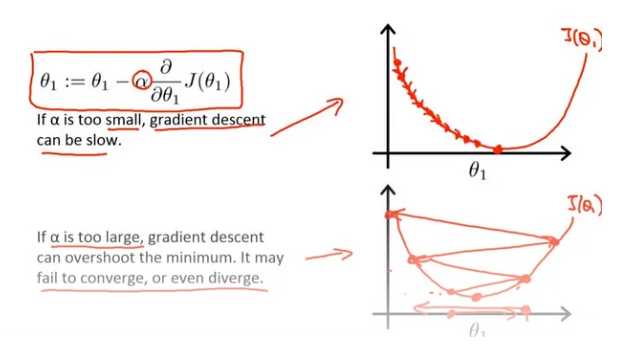 θ₁ := θ₁ − α ∂/∂θ₁ J(θ₁)
If α is too small, gradient descent
can be slow.
J(θ₁)
θ₁
If α is too large, gradient descent
can overshoot the minimum. It may
fail to converge, or even diverge.
J(θ)
θ₁